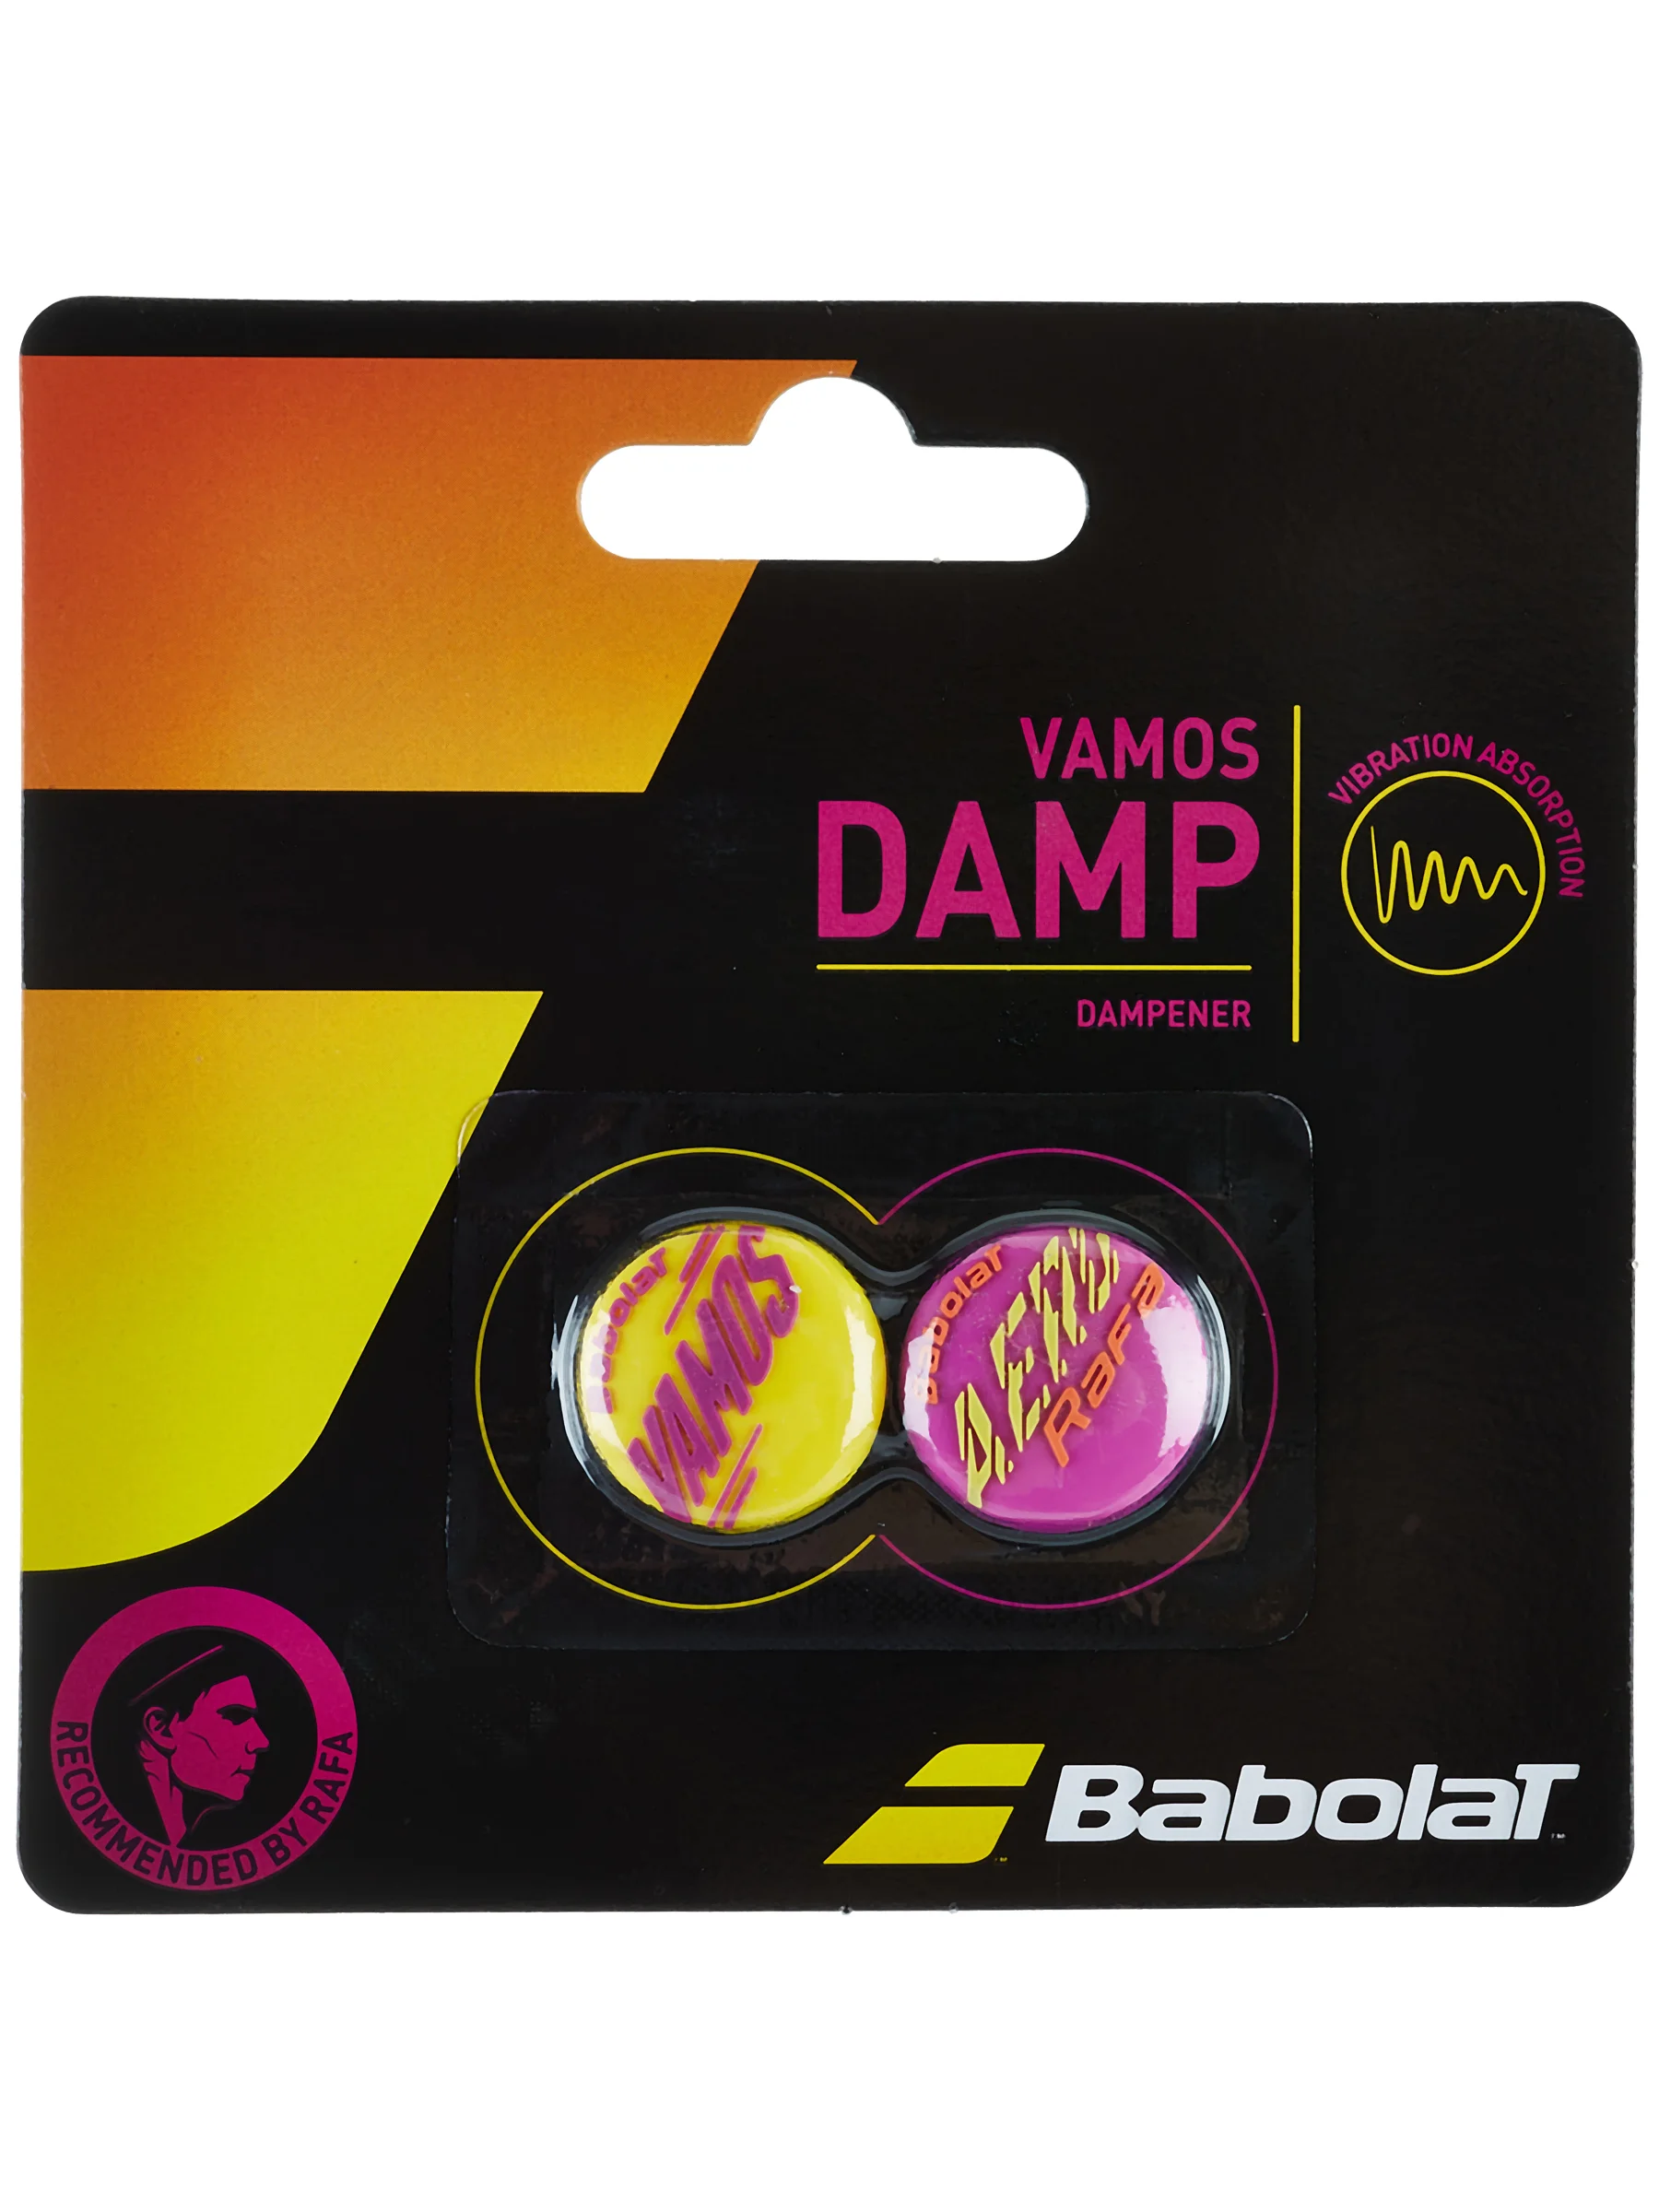 VAMOS
DAMP
DAMPENER
VIBRATION ABSORPTION
babolat
VAMOS
babolat
AERO
RaFa
RECOMMENDED BY RAFA
BabolaT